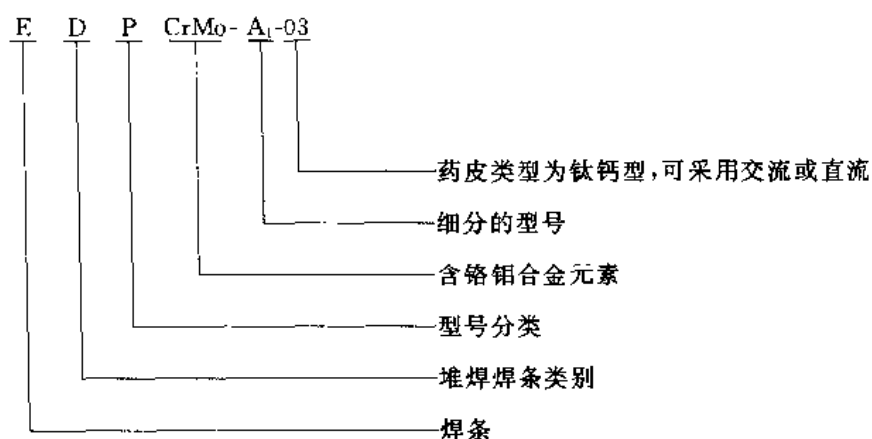 E D P CrMo-A₁-03
药皮类型为钛钙型,可采用交流或直流
细分的型号
含铬钼合金元素
型号分类
堆焊焊条类别
焊条